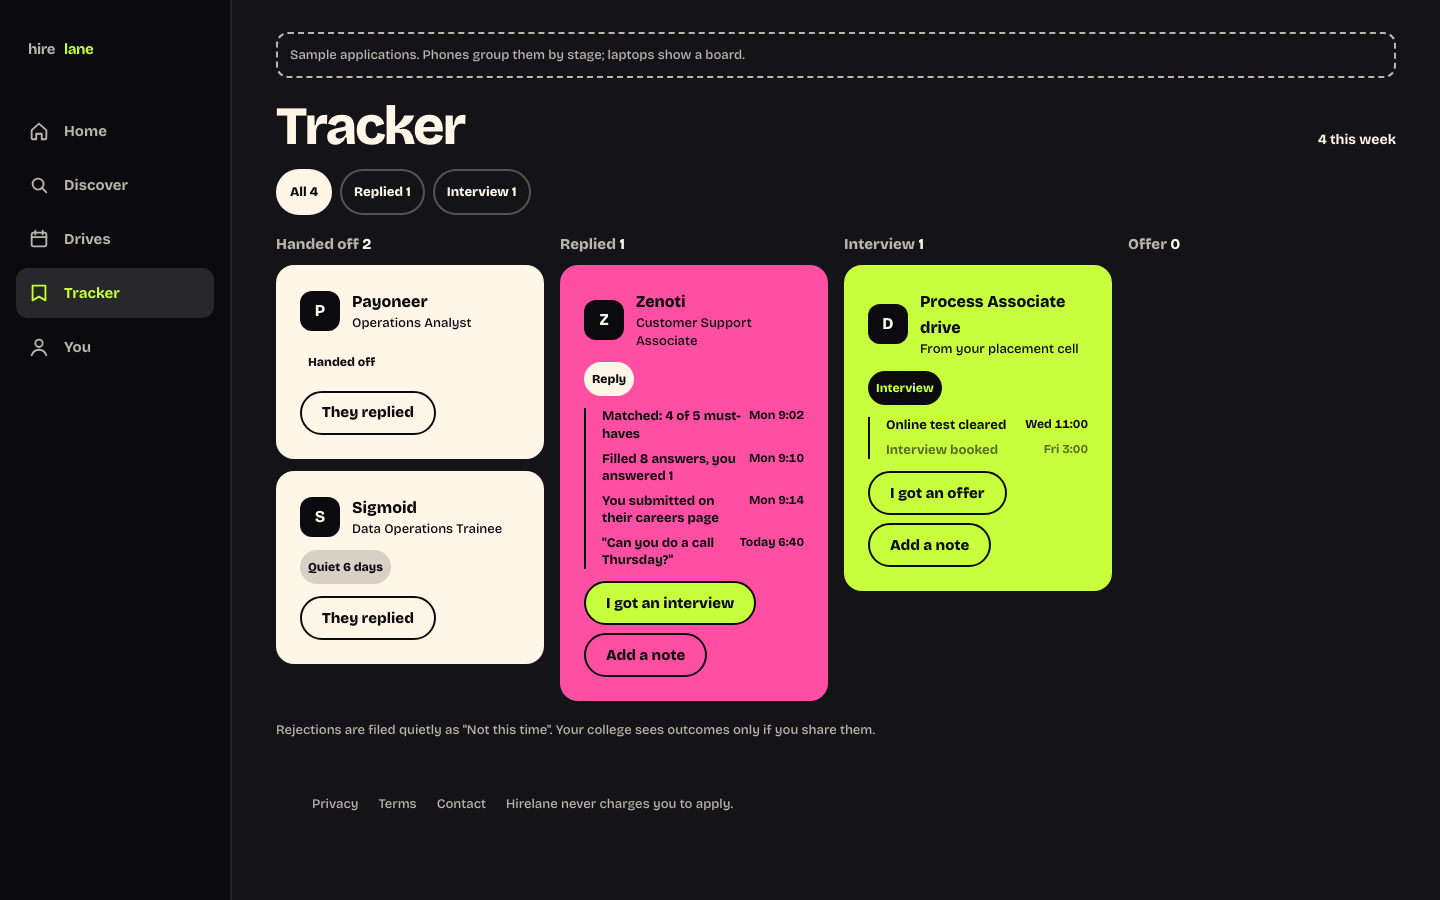 hire lane
Home
Discover
Drives
Tracker
You
Sample applications. Phones group them by stage; laptops show a board.
Tracker
4 this week
All 4
Replied 1
Interview 1
Handed off 2
P
Payoneer
Operations Analyst
Handed off
They replied
S
Sigmoid
Data Operations Trainee
Quiet 6 days
They replied
Replied 1
Z
Zenoti
Customer Support
Associate
Reply
Matched: 4 of 5 must- Mon 9:02
haves
Filled 8 answers, you Mon 9:10
answered 1
You submitted on Mon 9:14
their careers page
"Can you do a call Today 6:40
Thursday?"
I got an interview
Add a note
Interview 1
D
Process Associate
drive
From your placement cell
Interview
Online test cleared Wed 11:00
Interview booked Fri 3:00
I got an offer
Add a note
Offer 0
Rejections are filed quietly as "Not this time". Your college sees outcomes only if you share them.
Privacy Terms Contact Hirelane never charges you to apply.